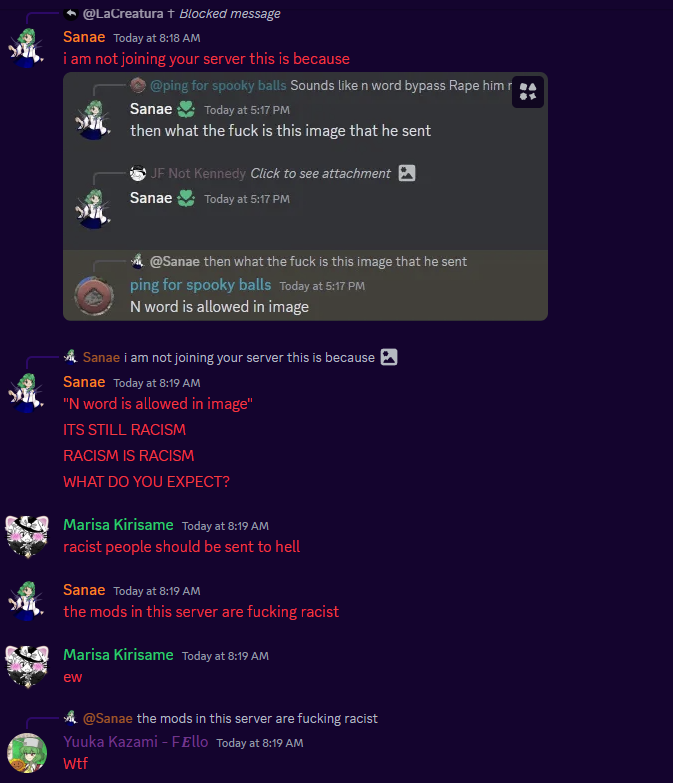 @LaCreatura † Blocked message
Sanae Today at 8:18 AM
i am not joining your server this is because
@ping for spooky balls Sounds like n word bypass Rape him r
Sanae Today at 5:17 PM
then what the fuck is this image that he sent
JF Not Kennedy Click to see attachment
Sanae Today at 5:17 PM
@Sanae then what the fuck is this image that he sent
ping for spooky balls Today at 5:17 PM
N word is allowed in image
Sanae i am not joining your server this is because
Sanae Today at 8:19 AM
"N word is allowed in image"
ITS STILL RACISM
RACISM IS RACISM
WHAT DO YOU EXPECT?
Marisa Kirisame Today at 8:19 AM
racist people should be sent to hell
Sanae Today at 8:19 AM
the mods in this server are fucking racist
Marisa Kirisame Today at 8:19 AM
ew
@Sanae the mods in this server are fucking racist
Yuuka Kazami - FEllo Today at 8:19 AM
Wtf